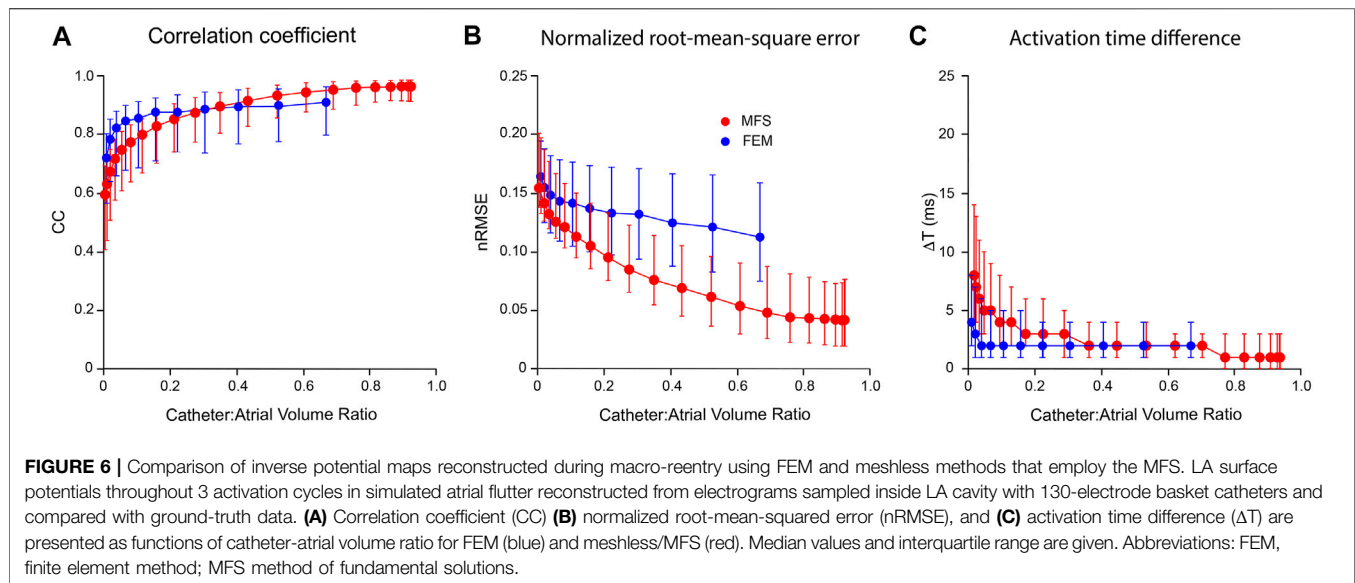 A Correlation coefficient
1.0
0.8
0.6
0.4
0.2
0
CC
0 0.2 0.4 0.6 0.8 1.0
Catheter:Atrial Volume Ratio
B Normalized root-mean-square error
0.25
0.20
0.15
0.10
0.05
0
nRMSE
MFS
FEM
0 0.2 0.4 0.6 0.8 1.0
Catheter:Atrial Volume Ratio
C Activation time difference
25
20
15
10
5
0
ΔT (ms)
0 0.2 0.4 0.6 0.8 1.0
Catheter:Atrial Volume Ratio
FIGURE 6 | Comparison of inverse potential maps reconstructed during macro-reentry using FEM and meshless methods that employ the MFS. LA surface
potentials throughout 3 activation cycles in simulated atrial flutter reconstructed from electrograms sampled inside LA cavity with 130-electrode basket catheters and
compared with ground-truth data. (A) Correlation coefficient (CC) (B) normalized root-mean-squared error (nRMSE), and (C) activation time difference (ΔT) are
presented as functions of catheter-atrial volume ratio for FEM (blue) and meshless/MFS (red). Median values and interquartile range are given. Abbreviations: FEM,
finite element method; MFS method of fundamental solutions.